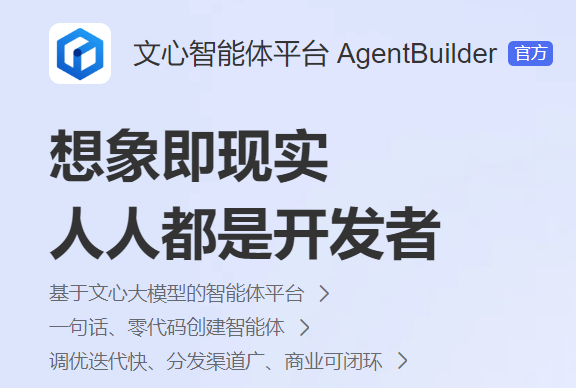 文心智能体平台 AgentBuilder 官方
想象即现实
人人都是开发者
基于文心大模型的智能体平台 >
一句话、零代码创建智能体 >
调优迭代快、分发渠道广、商业可闭环 >